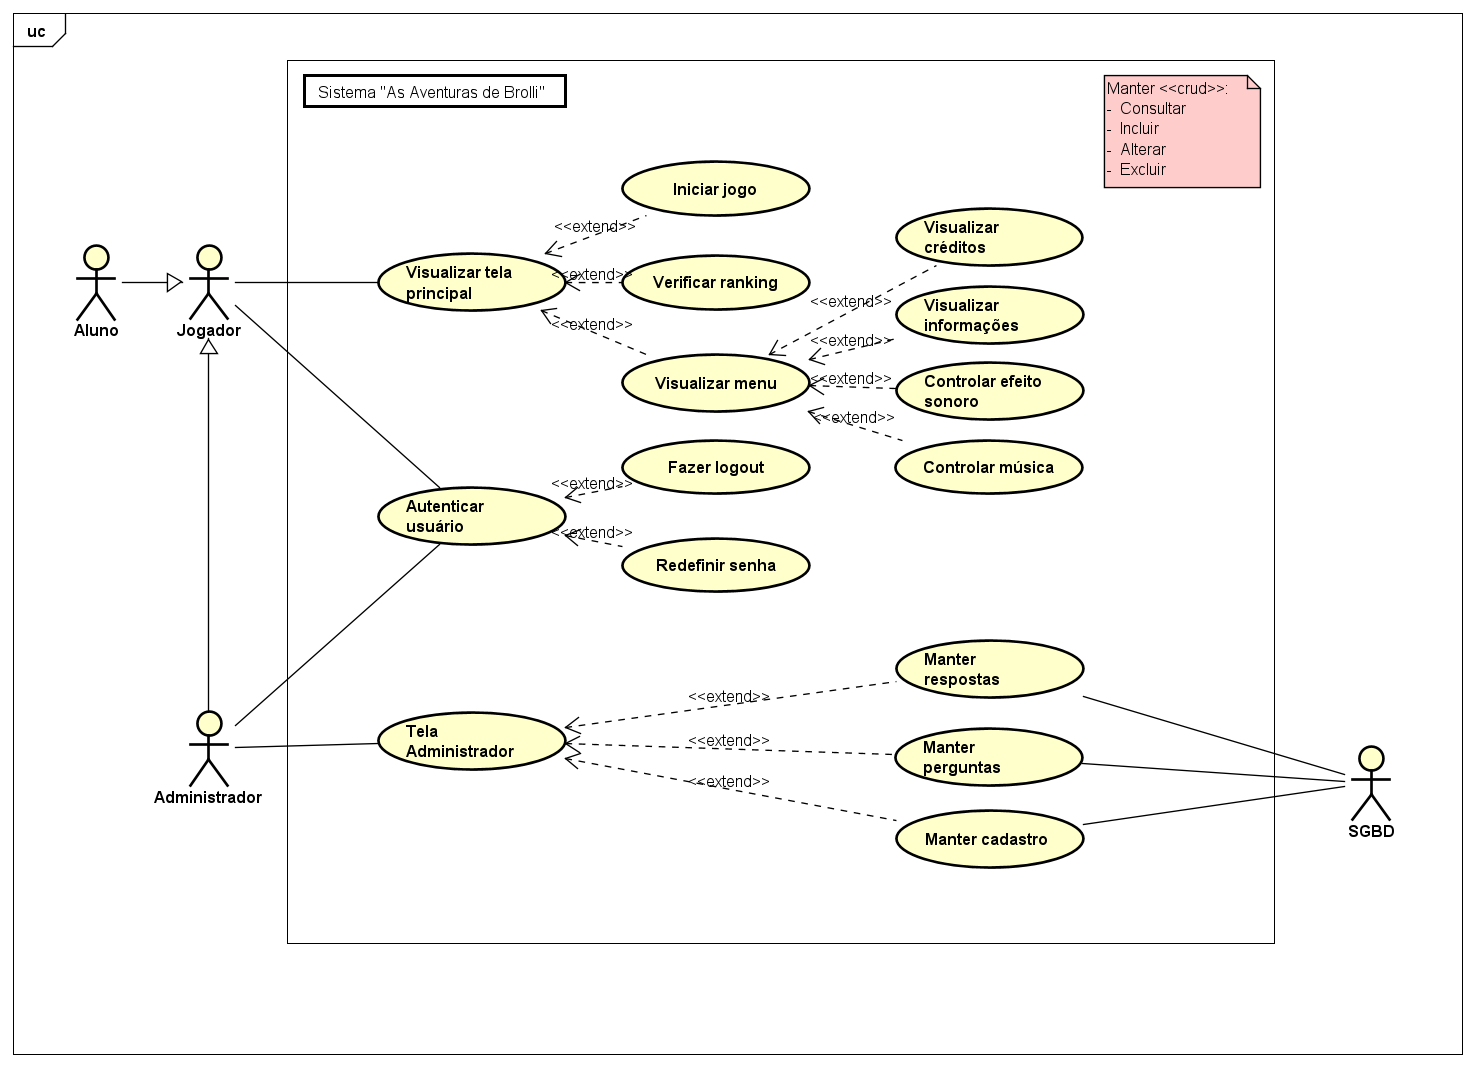 uc
Sistema "As Aventuras de Brolli"
Manter <<crud>>:
- Consultar
- Incluir
- Alterar
- Excluir
Iniciar jogo
<<extend>>
Visualizar
créditos
Aluno
Jogador
Visualizar tela
principal
<<extend>>
Verificar ranking
<<extend>>
Visualizar
informações
<<extend>>
<<extend>>
Visualizar menu
<<extend>>
Controlar efeito
sonoro
<<extend>>
Controlar música
Fazer logout
<<extend>>
Autenticar
usuário
<<extend>>
Redefinir senha
Manter
respostas
<<extend>>
Administrador
Tela
Administrador
<<extend>>
Manter
perguntas
<<extend>>
Manter cadastro
SGBD